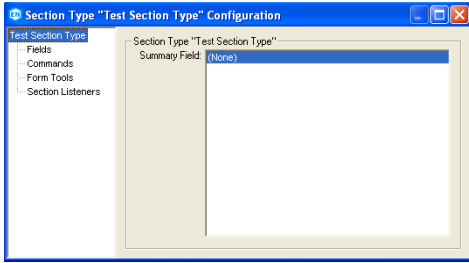 EN Section Type "Test Section Type" Configuration
Test Section Type
Fields
Commands
Form Tools
Section Listeners
Section Type "Test Section Type"
Summary Field: (None)